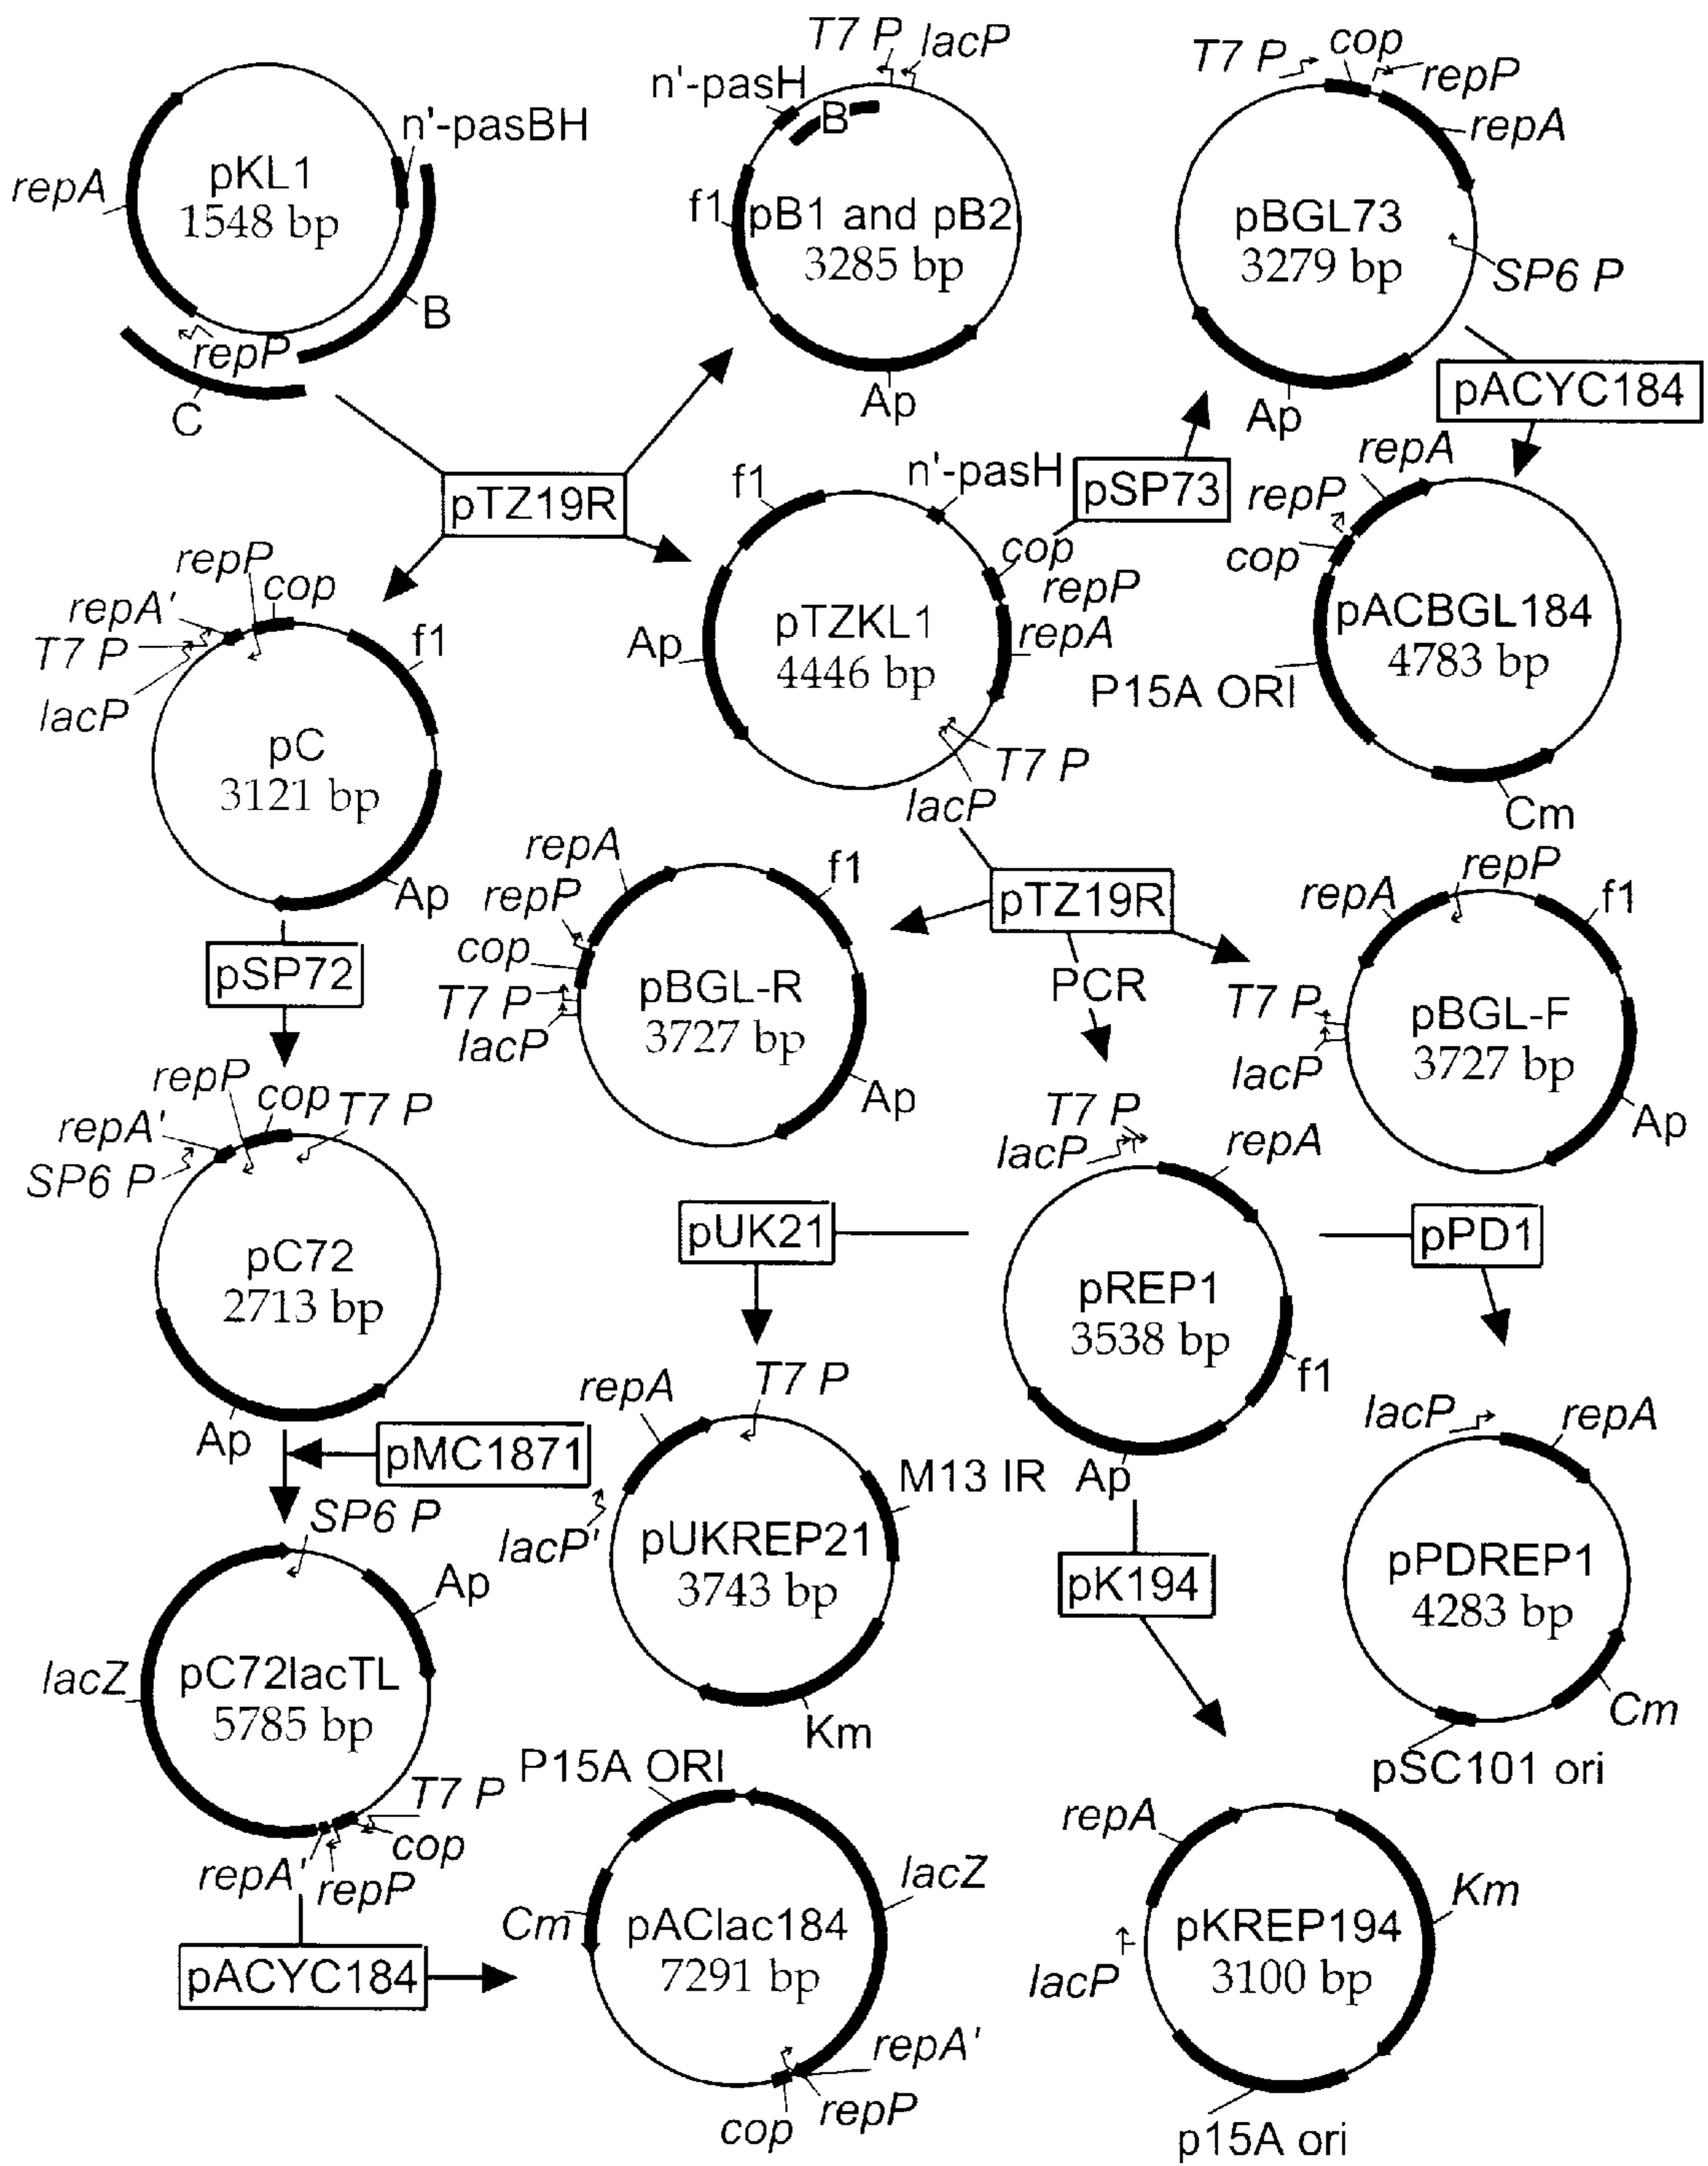 n'-pasBH
repA
pKL1
1548 bp
repP
B
C
T7 P
lacP
n'-pasH
B
f1
pB1 and pB2
3285 bp
Ap
T7 P
cop
repP
repA
pBGL73
3279 bp
SP6 P
Ap
pACYC184
pTZ19R
f1
n'-pasH
pSP73
cop
repP
repA
pTZKL1
4446 bp
Ap
T7 P
lacP
repA
repP
cop
pACBGL184
4783 bp
P15A ORI
Cm
repP
cop
repA'
T7 P
lacP
f1
pC
3121 bp
Ap
pSP72
repA
repP
cop
T7 P
lacP
f1
pBGL-R
3727 bp
Ap
pTZ19R
PCR
repP
repA
f1
T7 P
lacP
pBGL-F
3727 bp
Ap
repP
cop
T7 P
repA'
SP6 P
pC72
2713 bp
Ap
pMC1871
pUK21
T7 P
lacP
repA
pREP1
3538 bp
f1
Ap
pPD1
repA
T7 P
M13 IR
lacP'
pUKREP21
3743 bp
Km
pK194
lacP
repA
pPDREP1
4283 bp
Cm
pSC101 ori
SP6 P
Ap
lacZ
pC72lacTL
5785 bp
T7 P
cop
repA'
repP
pACYC184
P15A ORI
lacZ
Cm
pAClac184
7291 bp
repA'
repP
cop
repA
Km
pKREP194
3100 bp
lacP
p15A ori